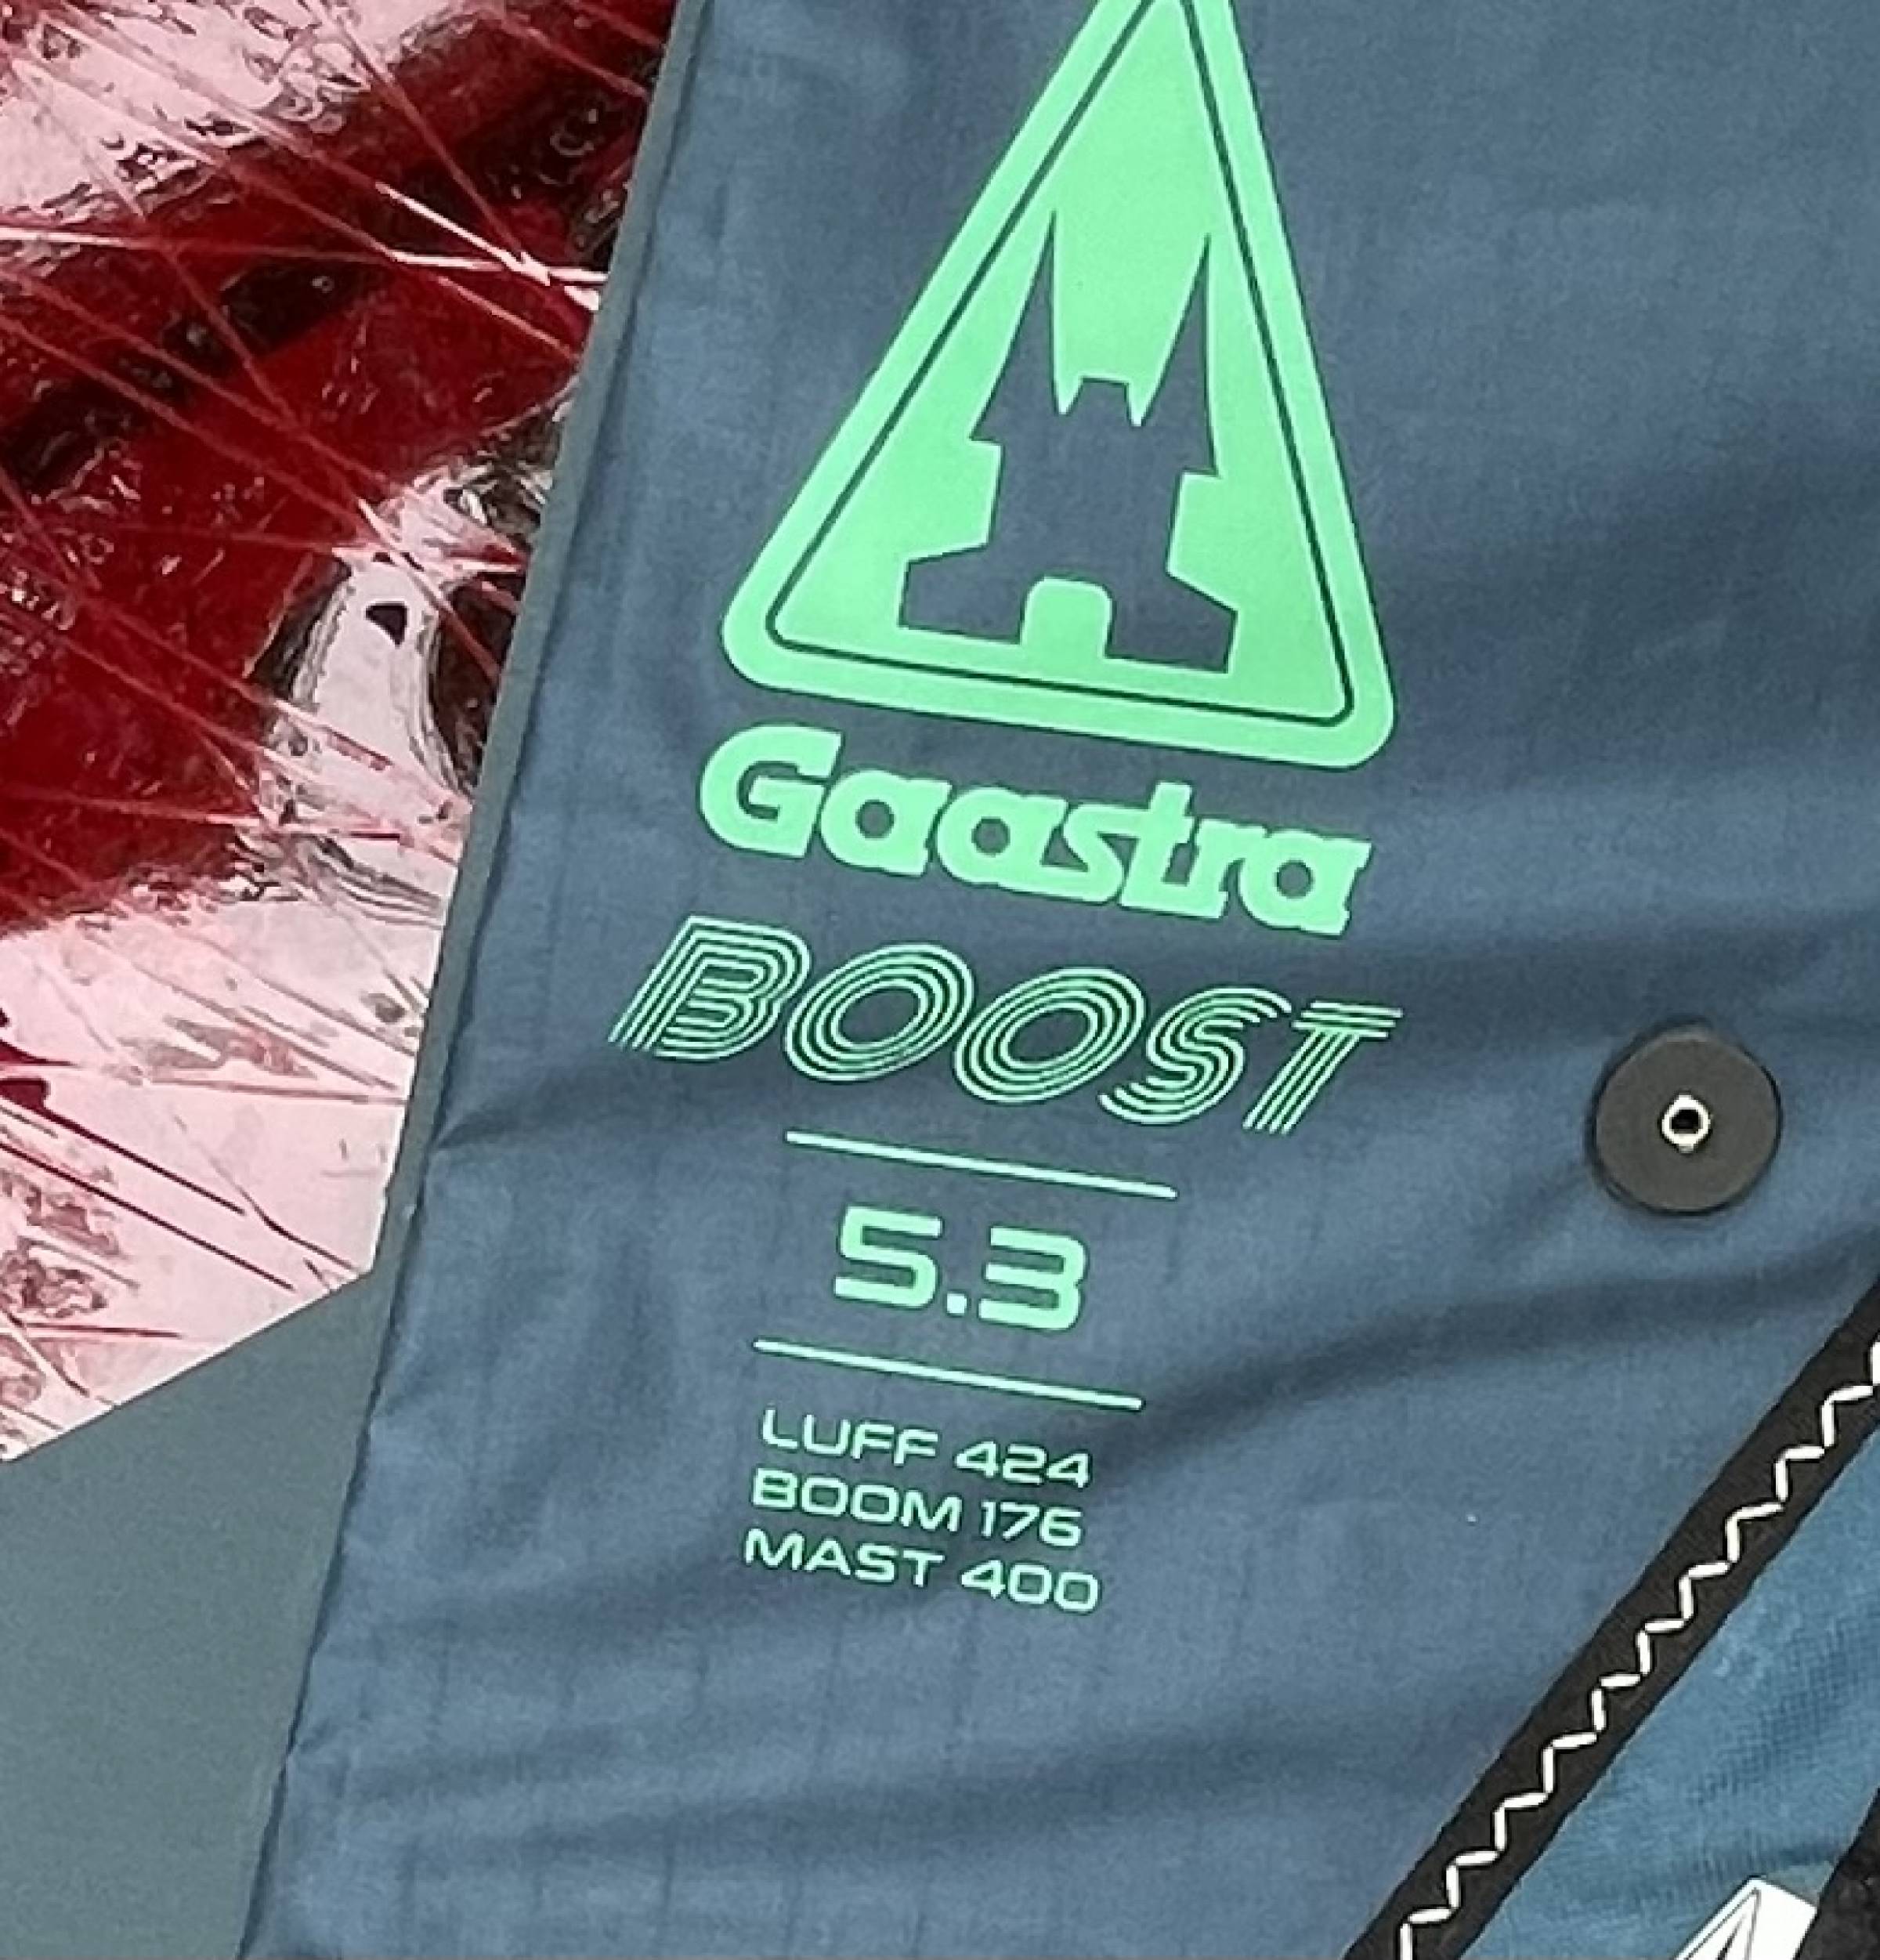 Gaastra
BOOST
5.3
LUFF 424
BOOM 176
MAST 400